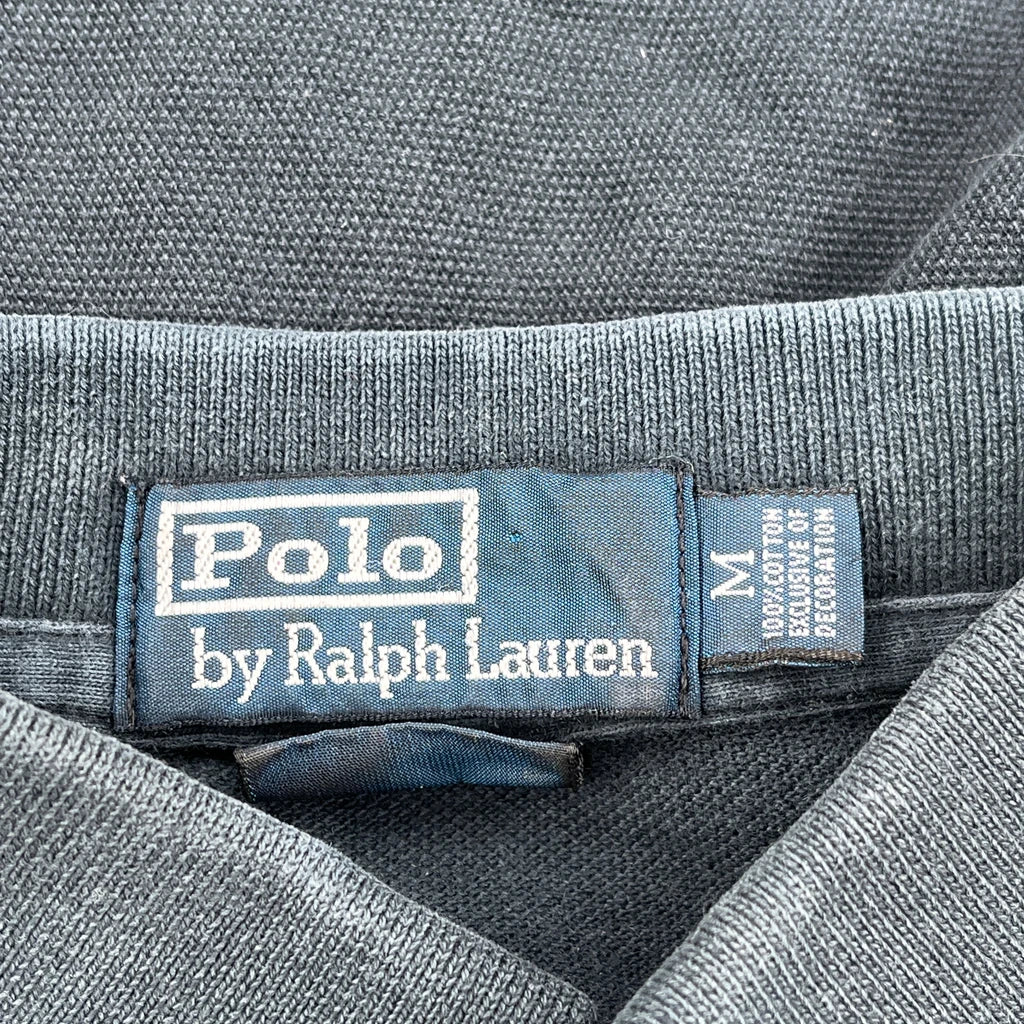 Polo
by Ralph Lauren
M
100% COTTON
EXCLUSIVE OF
DECORATION